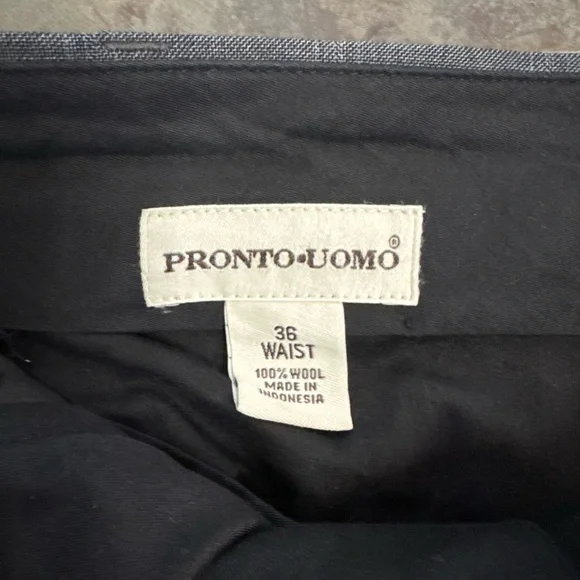 PRONTO•UOMO®
36
WAIST
100% WOOL
MADE IN
INDONESIA